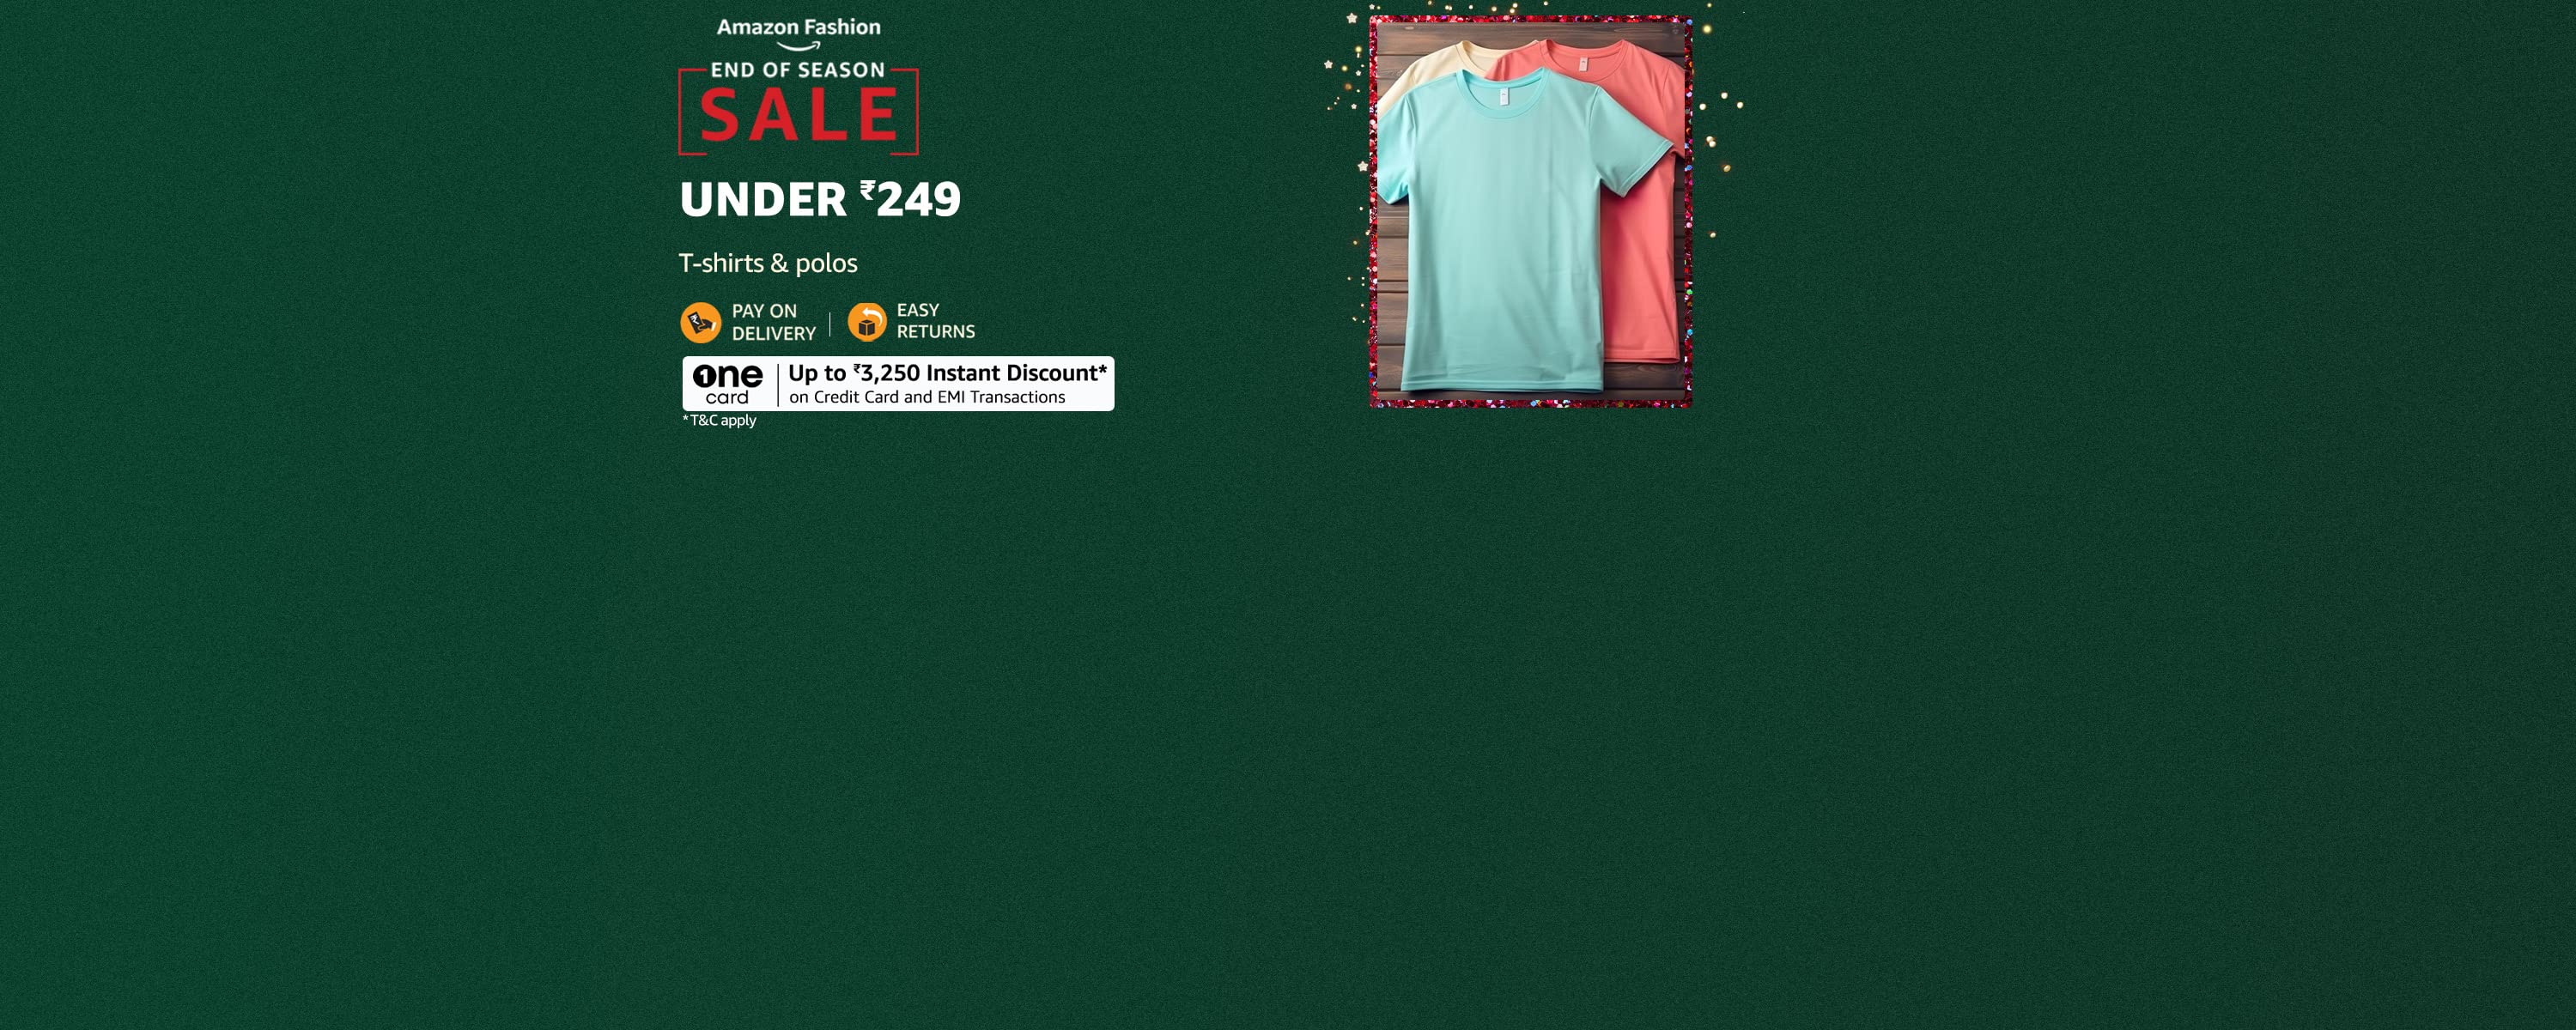 Amazon Fashion
END OF SEASON
SALE
UNDER ₹249
T-shirts & polos
PAY ON
DELIVERY
EASY
RETURNS
one
card
Up to ₹3,250 Instant Discount*
on Credit Card and EMI Transactions
*T&C apply